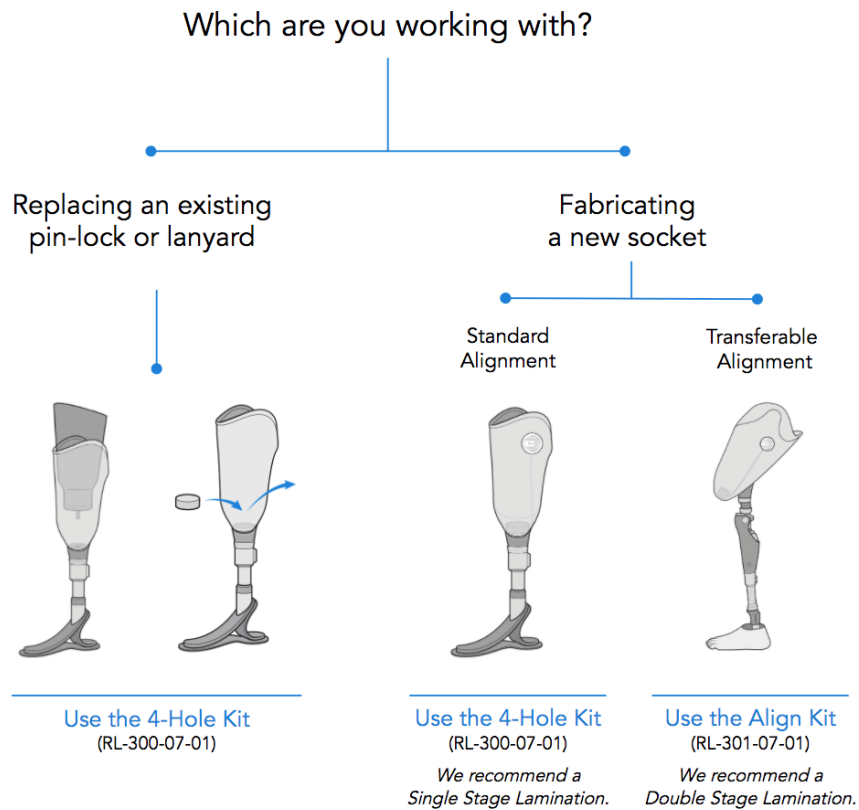 Which are you working with?
Replacing an existing
pin-lock or lanyard
Fabricating
a new socket
Standard
Alignment
Transferable
Alignment
Use the 4-Hole Kit
(RL-300-07-01)
Use the 4-Hole Kit
(RL-300-07-01)
We recommend a
Single Stage Lamination.
Use the Align Kit
(RL-301-07-01)
We recommend a
Double Stage Lamination.